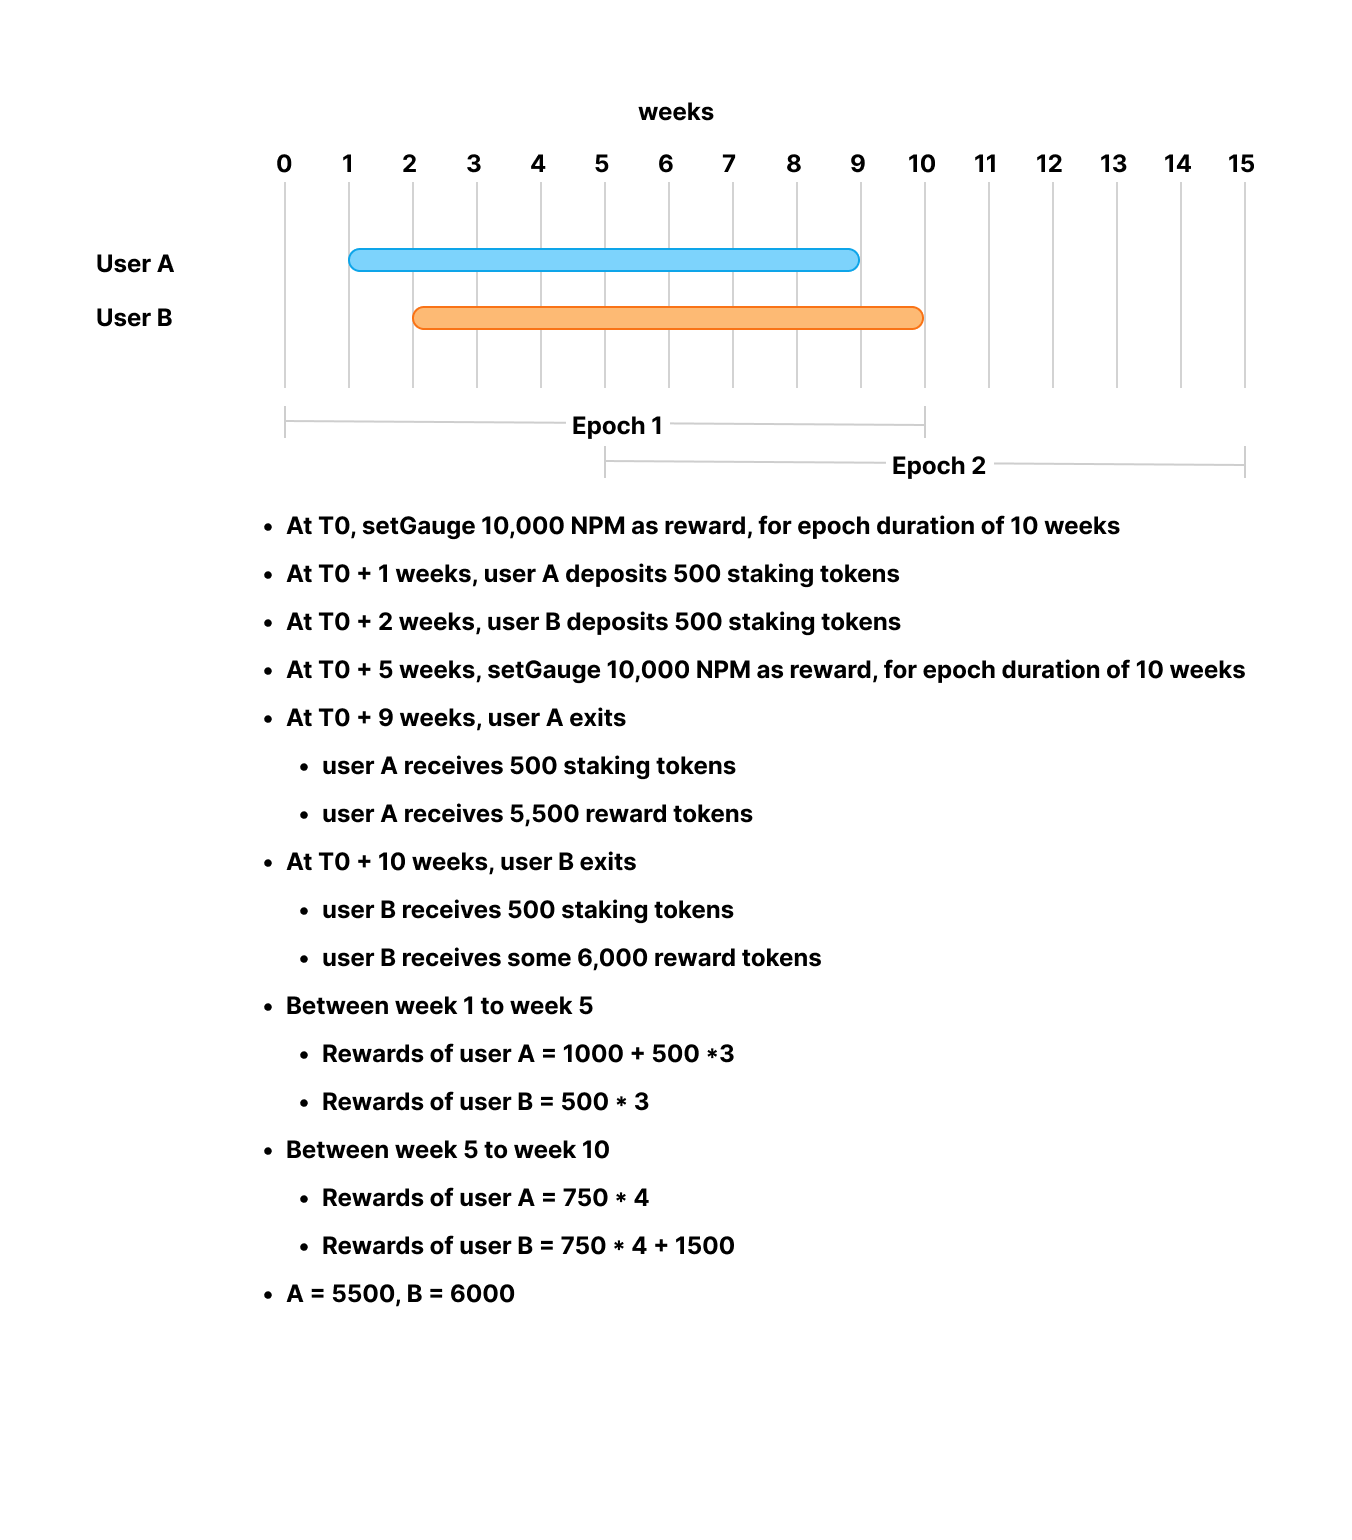 weeks
0 1 2 3 4 5 6 7 8 9 10 11 12 13 14 15
User A
User B
Epoch 1
Epoch 2
• At T0, setGauge 10,000 NPM as reward, for epoch duration of 10 weeks
• At T0 + 1 weeks, user A deposits 500 staking tokens
• At T0 + 2 weeks, user B deposits 500 staking tokens
• At T0 + 5 weeks, setGauge 10,000 NPM as reward, for epoch duration of 10 weeks
• At T0 + 9 weeks, user A exits
• user A receives 500 staking tokens
• user A receives 5,500 reward tokens
• At T0 + 10 weeks, user B exits
• user B receives 500 staking tokens
• user B receives some 6,000 reward tokens
• Between week 1 to week 5
• Rewards of user A = 1000 + 500 *3
• Rewards of user B = 500 * 3
• Between week 5 to week 10
• Rewards of user A = 750 * 4
• Rewards of user B = 750 * 4 + 1500
• A = 5500, B = 6000